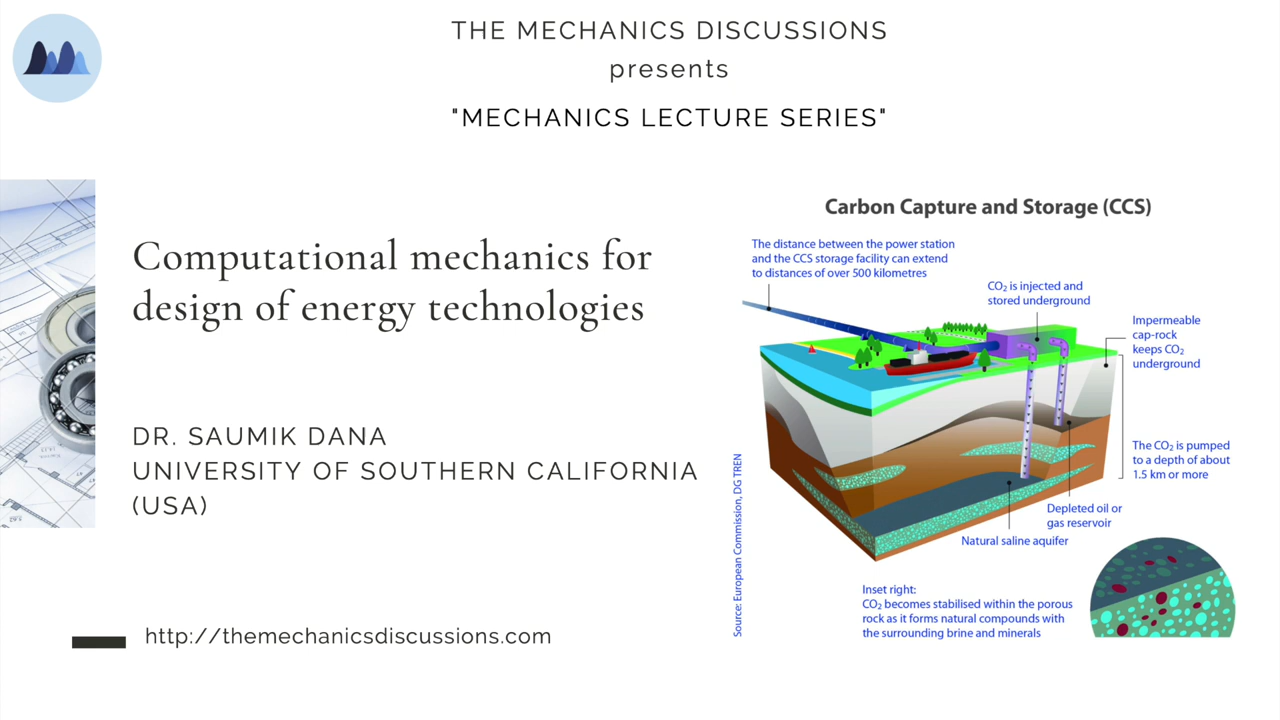 THE MECHANICS DISCUSSIONS
presents
"MECHANICS LECTURE SERIES"
Computational mechanics for
design of energy technologies
DR. SAUMIK DANA
UNIVERSITY OF SOUTHERN CALIFORNIA
(USA)
http://themechanicsdiscussions.com
Carbon Capture and Storage (CCS)
The distance between the power station
and the CCS storage facility can extend
to distances of over 500 kilometres
CO₂ is injected and
stored underground
Impermeable
cap-rock
keeps CO₂
underground
The CO₂ is pumped
to a depth of about
1.5 km or more
Depleted oil or
gas reservoir
Natural saline aquifer
Inset right:
CO₂ becomes stabilised within the porous
rock as it forms natural compounds with
the surrounding brine and minerals
Source: European Commission, DG TREN